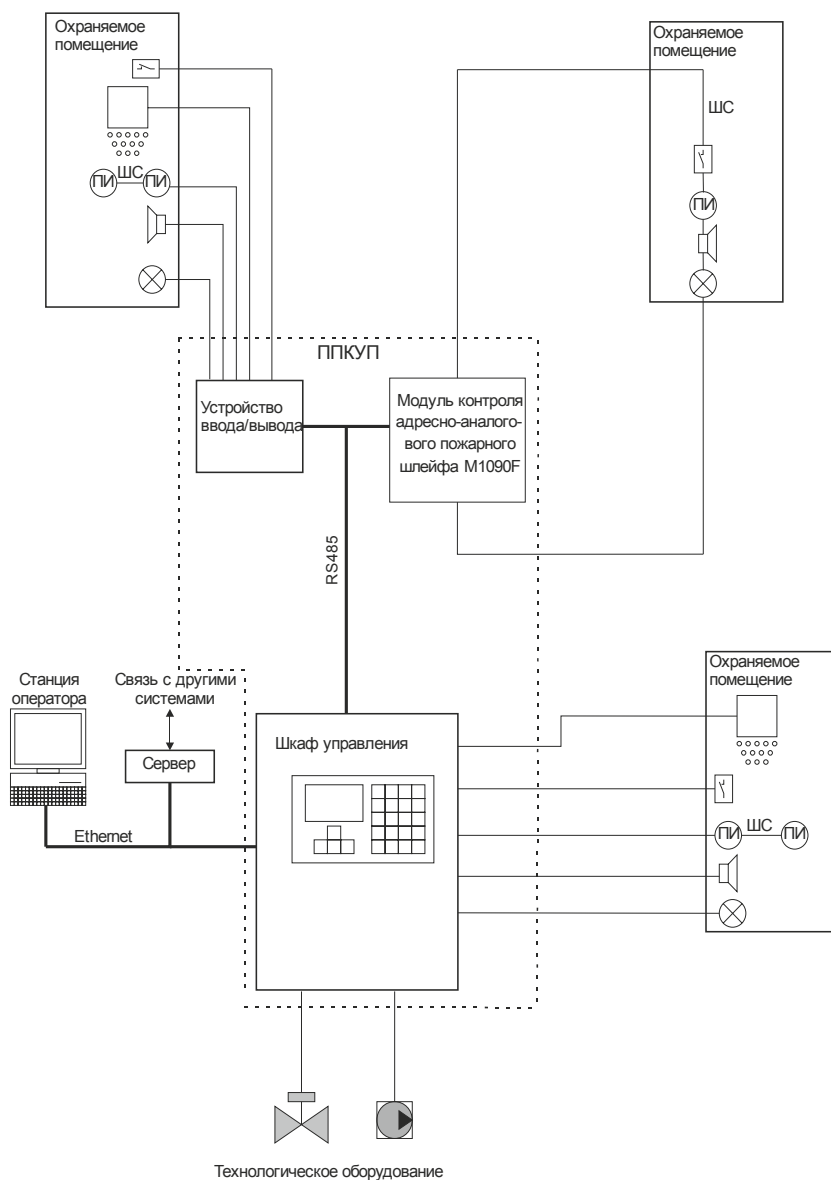 Охраняемое
помещение
ШС
ПИ
ПИ
Охраняемое
помещение
ШС
ПИ
ППКУП
Устройство
ввода/вывода
Модуль контроля
адресно-аналого-
вого пожарного
шлейфа М1090F
RS485
Станция
оператора
Связь с другими
системами
Сервер
Ethernet
Шкаф управления
Охраняемое
помещение
ПИ
ШС
ПИ
Технологическое оборудование